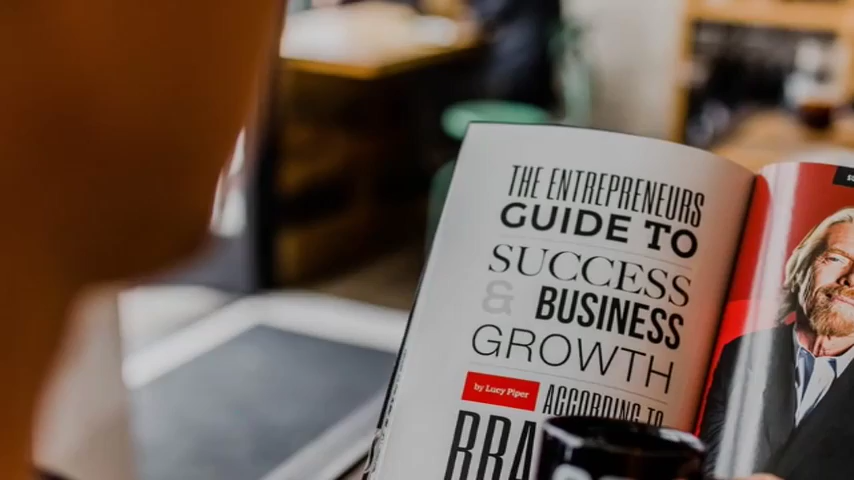 THE ENTREPRENEURS
GUIDE TO
SUCCESS
& BUSINESS
GROWTH
by Lucy Piper
ACCORDING TO